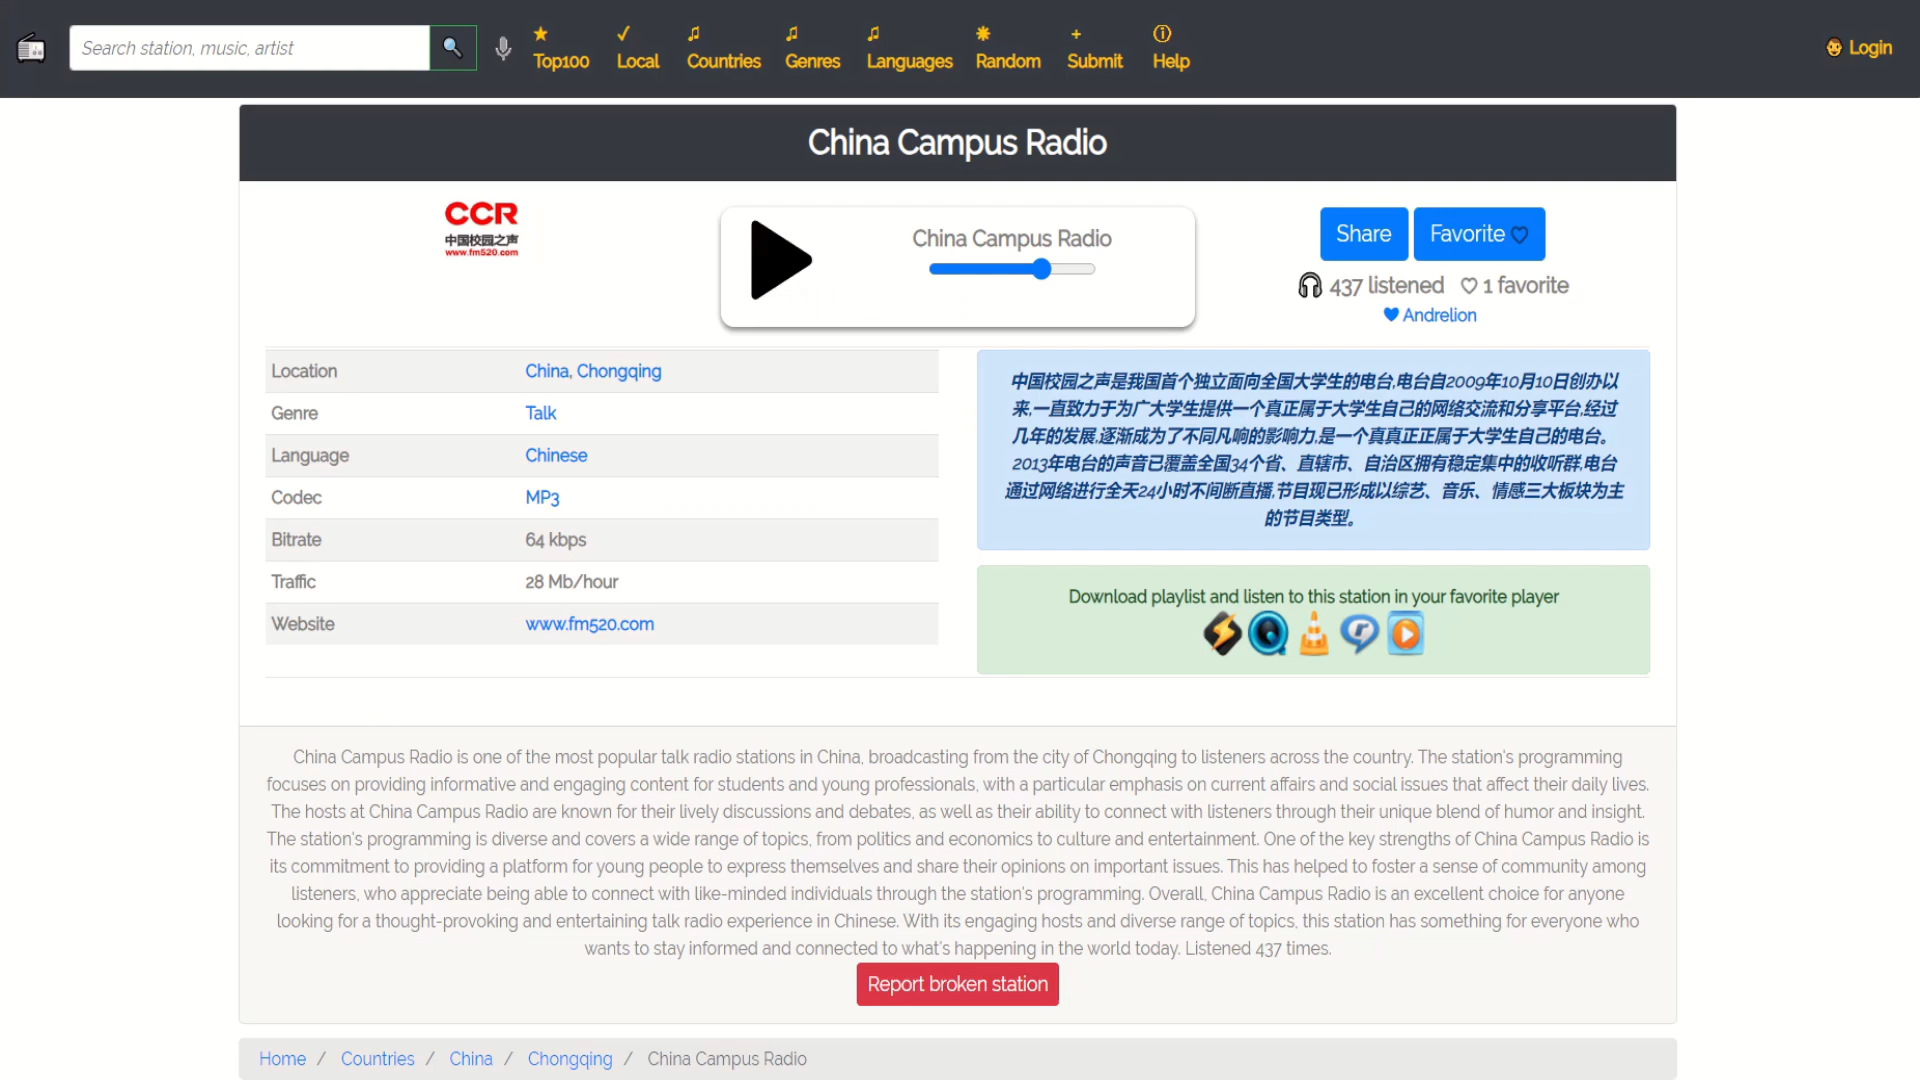 Search station, music, artist
Top100
Local
Countries
Genres
Languages
Random
Submit
Help
Login
China Campus Radio
CCR
中国校园之声
www.fm520.com
China Campus Radio
Share
Favorite
437 listened
1 favorite
Andrelion
Location China, Chongqing
Genre Talk
Language Chinese
Codec MP3
Bitrate 64 kbps
Traffic 28 Mb/hour
Website www.fm520.com
中国校园之声是我国首个独立面向全国大学生的电台,电台自2009年10月10日创办以
来,一直致力于为广大学生提供一个真正属于大学生自己的网络交流和分享平台,经过
几年的发展,逐渐成为了不同凡响的影响力,是一个真真正正属于大学生自己的电台。
2013年电台的声音已覆盖全国34个省、直辖市、自治区拥有稳定集中的收听群,电台
通过网络进行全天24小时不间断直播,节目现已形成以综艺、音乐、情感三大板块为主
的节目类型。
Download playlist and listen to this station in your favorite player
China Campus Radio is one of the most popular talk radio stations in China, broadcasting from the city of Chongqing to listeners across the country. The station's programming
focuses on providing informative and engaging content for students and young professionals, with a particular emphasis on current affairs and social issues that affect their daily lives.
The hosts at China Campus Radio are known for their lively discussions and debates, as well as their ability to connect with listeners through their unique blend of humor and insight.
The station's programming is diverse and covers a wide range of topics, from politics and economics to culture and entertainment. One of the key strengths of China Campus Radio is
its commitment to providing a platform for young people to express themselves and share their opinions on important issues. This has helped to foster a sense of community among
listeners, who appreciate being able to connect with like-minded individuals through the station's programming. Overall, China Campus Radio is an excellent choice for anyone
looking for a thought-provoking and entertaining talk radio experience in Chinese. With its engaging hosts and diverse range of topics, this station has something for everyone who
wants to stay informed and connected to what's happening in the world today. Listened 437 times.
Report broken station
Home / Countries / China / Chongqing / China Campus Radio